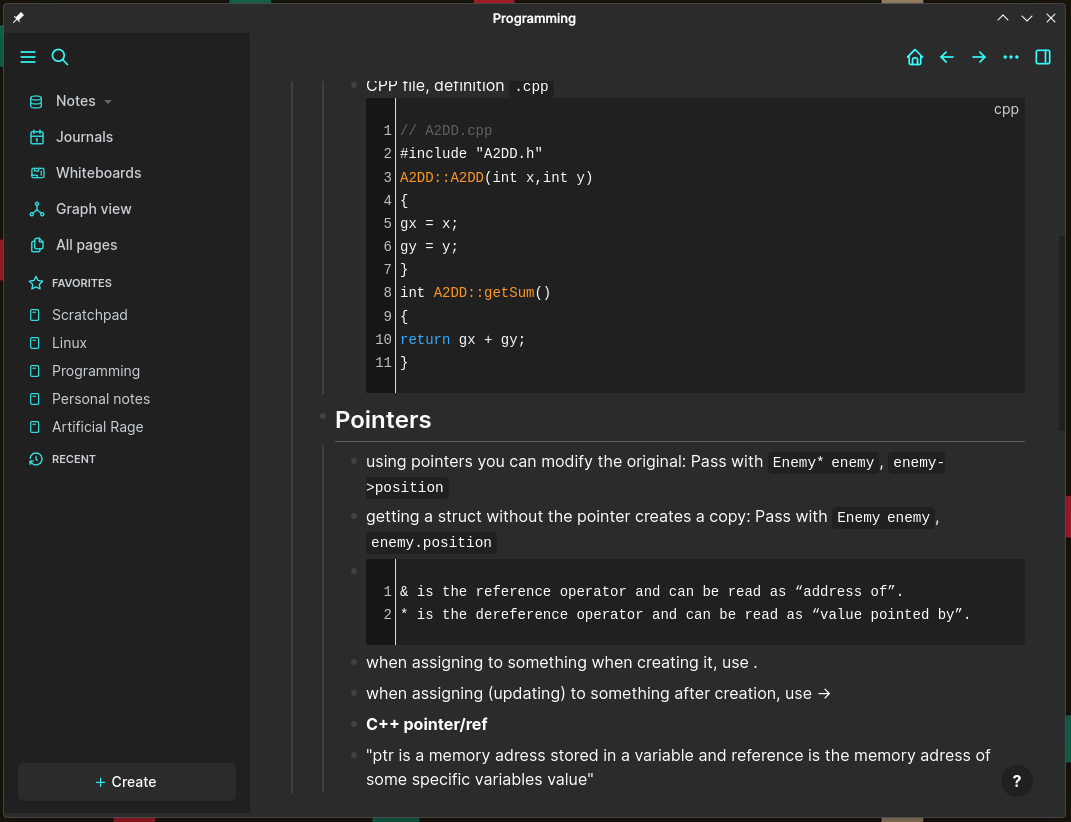 Programming
Notes
Journals
Whiteboards
Graph view
All pages
FAVORITES
Scratchpad
Linux
Programming
Personal notes
Artificial Rage
RECENT
+ Create
CPP file, definition .cpp
cpp
1 // A2DD.cpp
2 #include "A2DD.h"
3 A2DD::A2DD(int x,int y)
4 {
5 gx = x;
6 gy = y;
7 }
8 int A2DD::getSum()
9 {
10 return gx + gy;
11 }
Pointers
using pointers you can modify the original: Pass with Enemy* enemy, enemy-
>position
getting a struct without the pointer creates a copy: Pass with Enemy enemy,
enemy.position
1 & is the reference operator and can be read as “address of”.
2 * is the dereference operator and can be read as “value pointed by”.
when assigning to something when creating it, use .
when assigning (updating) to something after creation, use →
C++ pointer/ref
"ptr is a memory adress stored in a variable and reference is the memory adress of
some specific variables value"
?